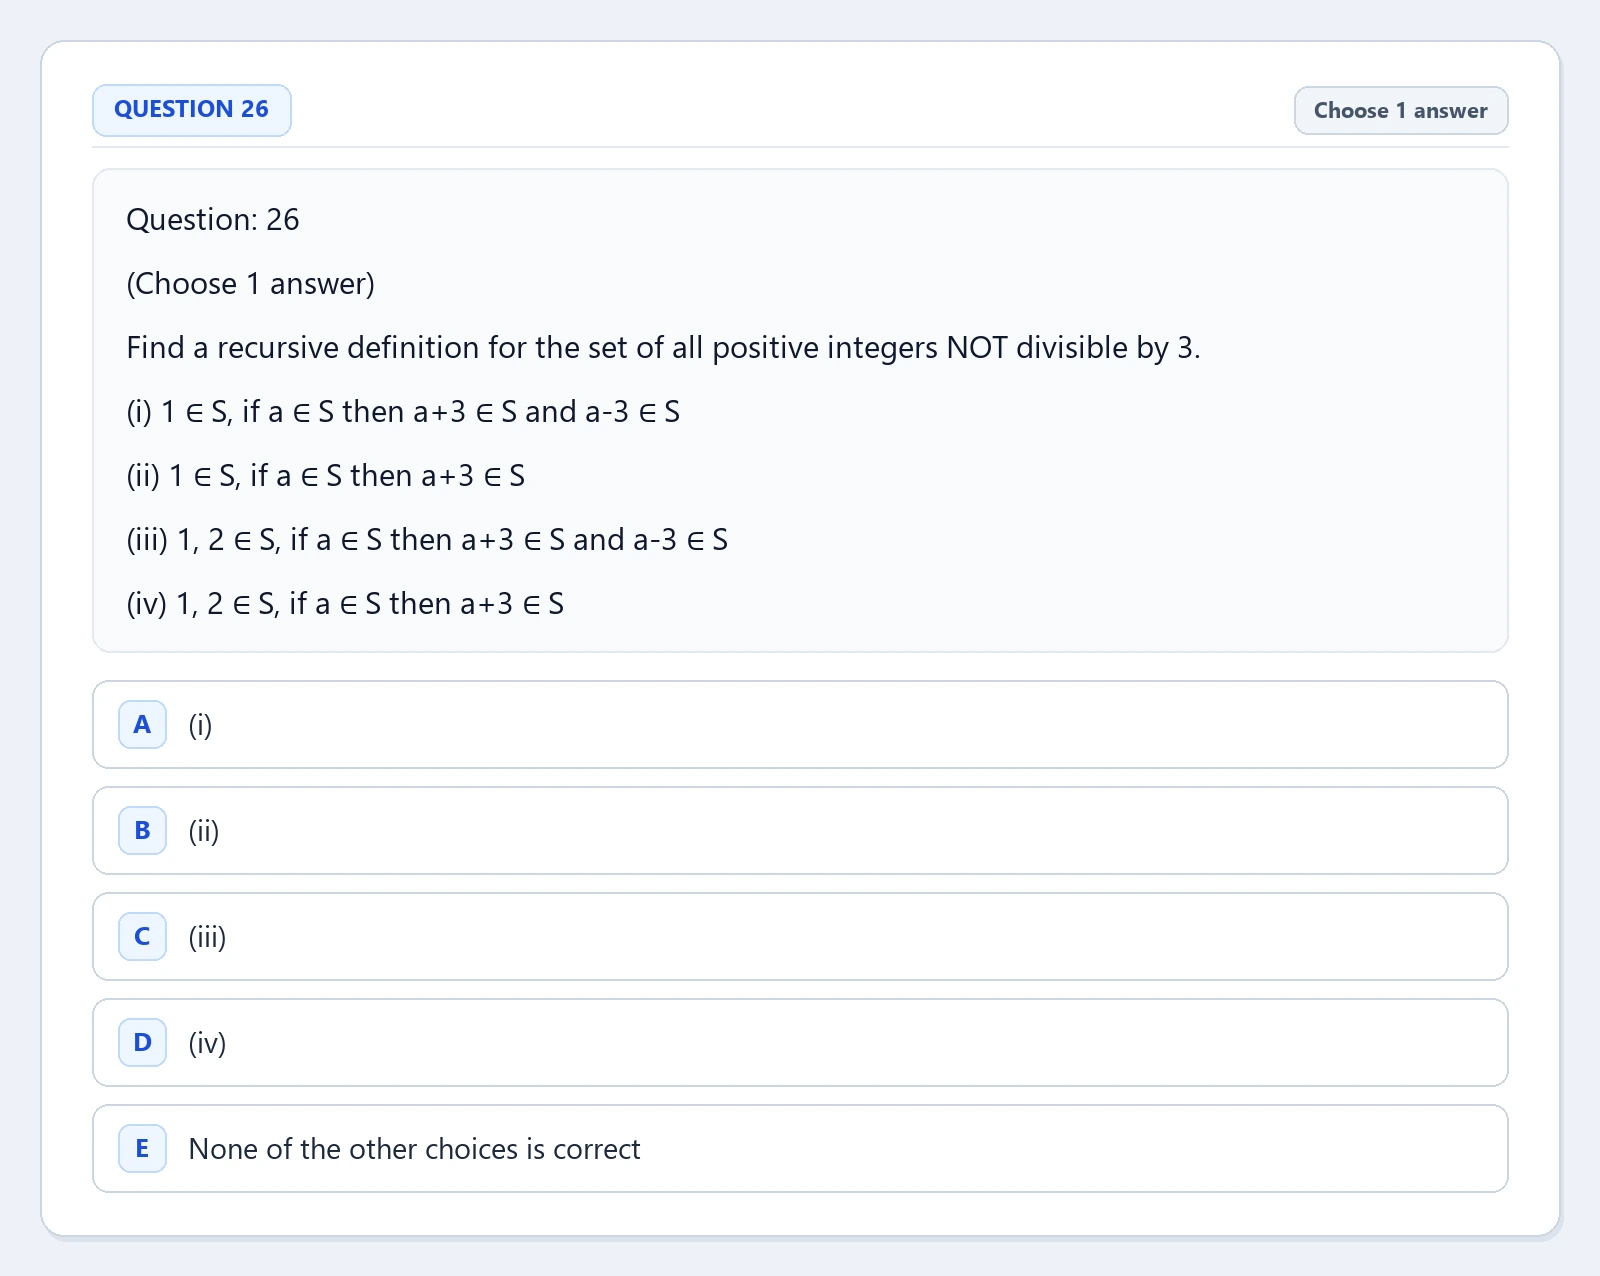 QUESTION 26
Choose 1 answer
Question: 26
(Choose 1 answer)
Find a recursive definition for the set of all positive integers NOT divisible by 3.
(i) 1 ∈ S, if a ∈ S then a+3 ∈ S and a-3 ∈ S
(ii) 1 ∈ S, if a ∈ S then a+3 ∈ S
(iii) 1, 2 ∈ S, if a ∈ S then a+3 ∈ S and a-3 ∈ S
(iv) 1, 2 ∈ S, if a ∈ S then a+3 ∈ S
A (i)
B (ii)
C (iii)
D (iv)
E None of the other choices is correct